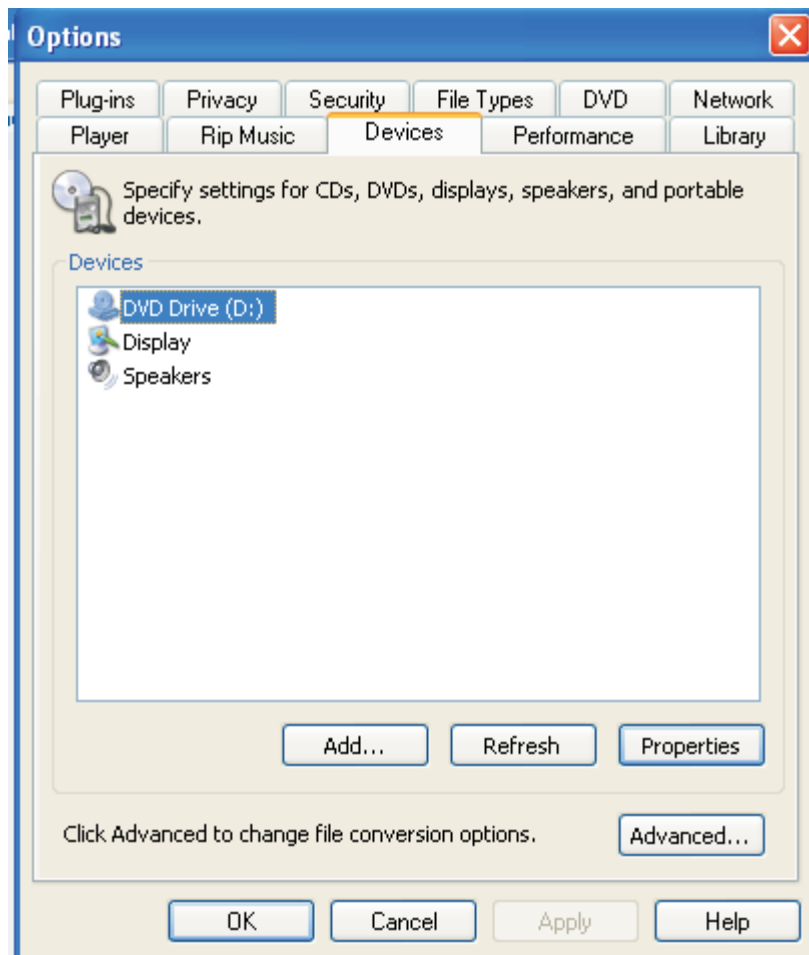 Options
Plug-ins Privacy Security File Types DVD Network
Player Rip Music Devices Performance Library
Specify settings for CDs, DVDs, displays, speakers, and portable
devices.
Devices
DVD Drive (D:)
Display
Speakers
Add... Refresh Properties
Click Advanced to change file conversion options. Advanced...
OK Cancel Apply Help